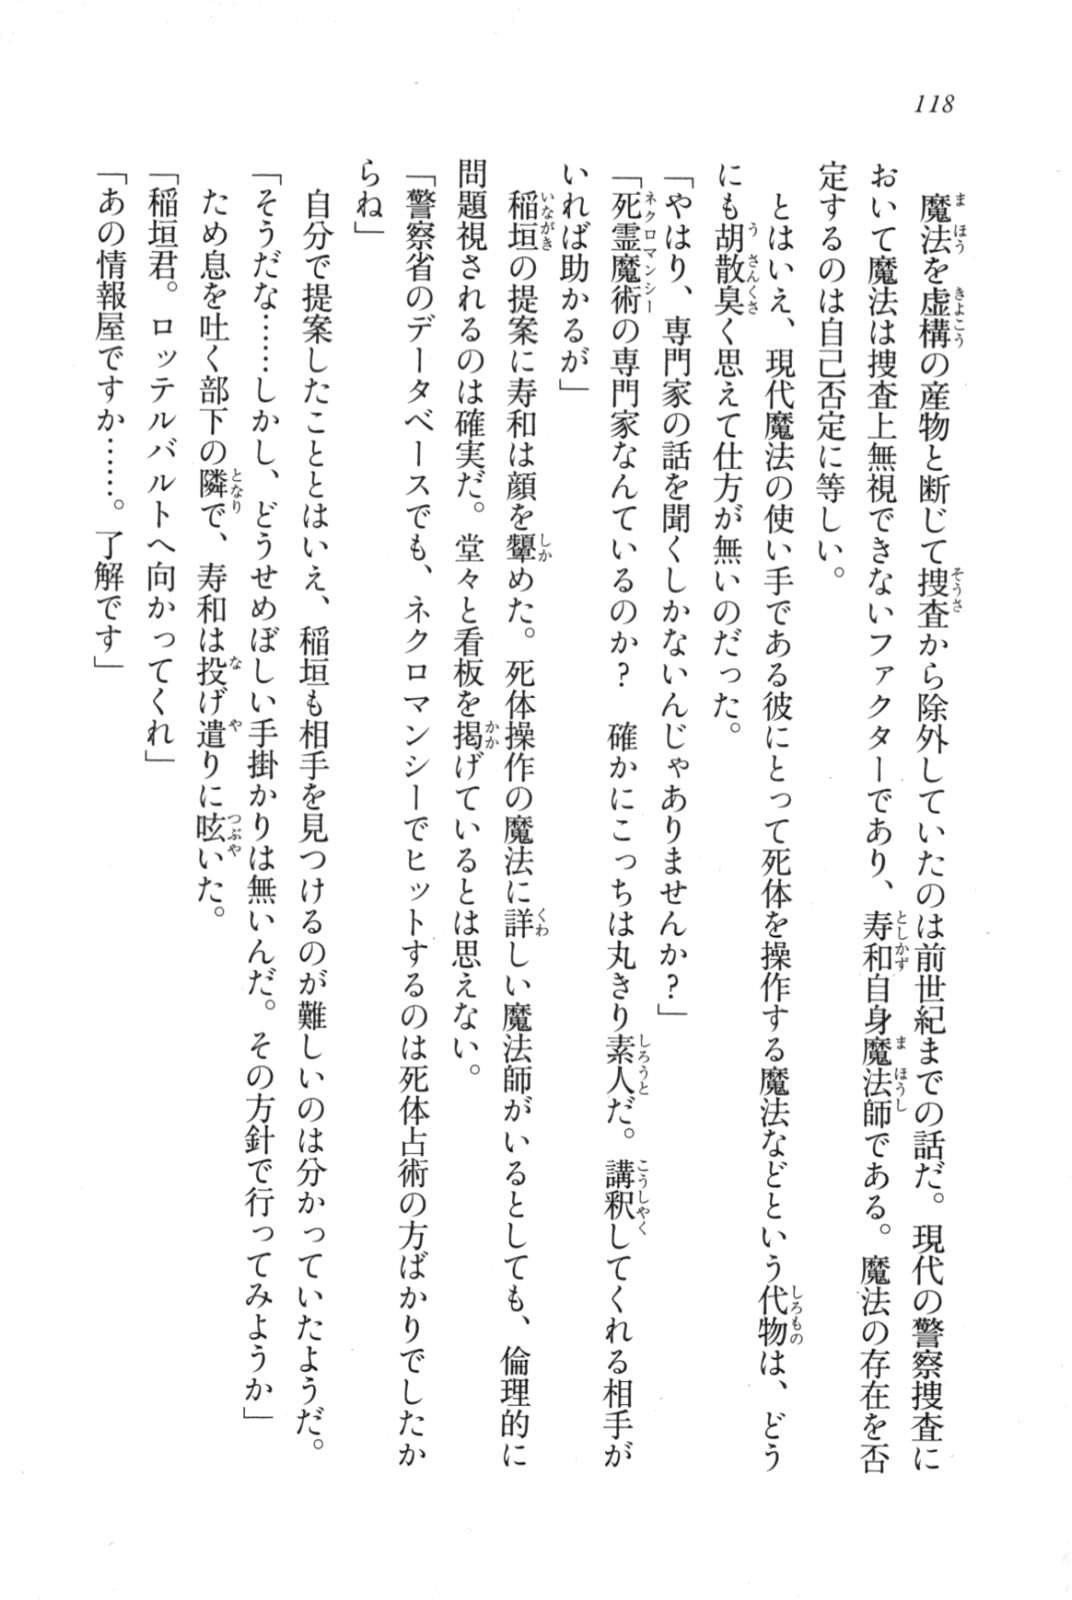 118
魔法を虚構の産物と断じて捜査から除外していたのは前世紀までの話だ。現代の警察捜査に
おいて魔法は捜査上無視できないファクターであり、寿和自身魔法師である。魔法の存在を否
定するのは自己否定に等しい。
とはいえ、現代魔法の使い手である彼にとって死体を操作する魔法などという代物は、どう
にも胡散臭く思えて仕方が無いのだった。
「やはり、専門家の話を聞くしかないんじゃありませんか?」
「死霊魔術の専門家なんているのか? 確かにこっちは丸きり素人だ。講釈してくれる相手が
いれば助かるが」
稲垣の提案に寿和は顔を顰めた。死体操作の魔法に詳しい魔法師がいるとしても、倫理的に
問題視されるのは確実だ。堂々と看板を掲げているとは思えない。
「警察省のデータベースでも、ネクロマンシーでヒットするのは死体占術の方ばかりでしたか
らね」
自分で提案したこととはいえ、稲垣も相手を見つけるのが難しいのは分かっていたようだ。
「そうだな……しかし、どうせめぼしい手掛かりは無いんだ。その方針で行ってみようか」
ため息を吐く部下の隣で、寿和は投げ遣りに呟いた。
「稲垣君。ロッテルバルトへ向かってくれ」
「あの情報屋ですか……。了解です」